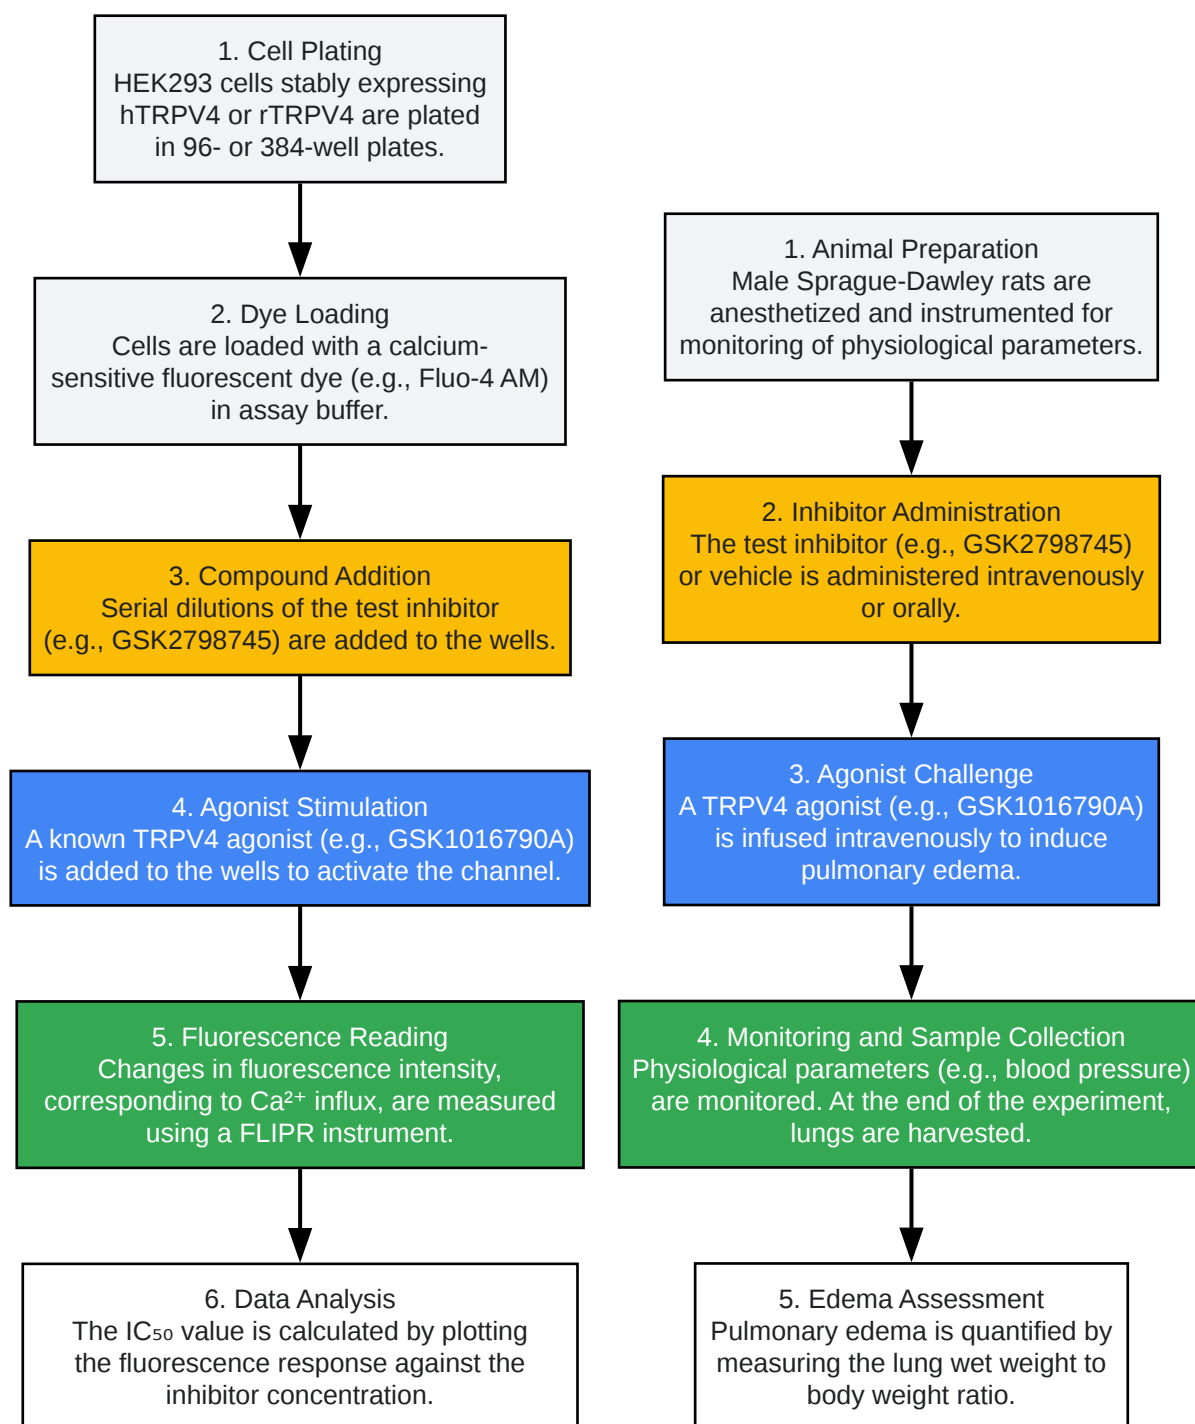 1. Cell Plating
HEK293 cells stably expressing
hTRPV4 or rTRPV4 are plated
in 96- or 384-well plates.
2. Dye Loading
Cells are loaded with a calcium-
sensitive fluorescent dye (e.g., Fluo-4 AM)
in assay buffer.
3. Compound Addition
Serial dilutions of the test inhibitor
(e.g., GSK2798745) are added to the wells.
4. Agonist Stimulation
A known TRPV4 agonist (e.g., GSK1016790A)
is added to the wells to activate the channel.
5. Fluorescence Reading
Changes in fluorescence intensity,
corresponding to Ca²⁺ influx, are measured
using a FLIPR instrument.
6. Data Analysis
The IC₅₀ value is calculated by plotting
the fluorescence response against the
inhibitor concentration.
1. Animal Preparation
Male Sprague-Dawley rats are
anesthetized and instrumented for
monitoring of physiological parameters.
2. Inhibitor Administration
The test inhibitor (e.g., GSK2798745)
or vehicle is administered intravenously
or orally.
3. Agonist Challenge
A TRPV4 agonist (e.g., GSK1016790A)
is infused intravenously to induce
pulmonary edema.
4. Monitoring and Sample Collection
Physiological parameters (e.g., blood pressure)
are monitored. At the end of the experiment,
lungs are harvested.
5. Edema Assessment
Pulmonary edema is quantified by
measuring the lung wet weight to
body weight ratio.